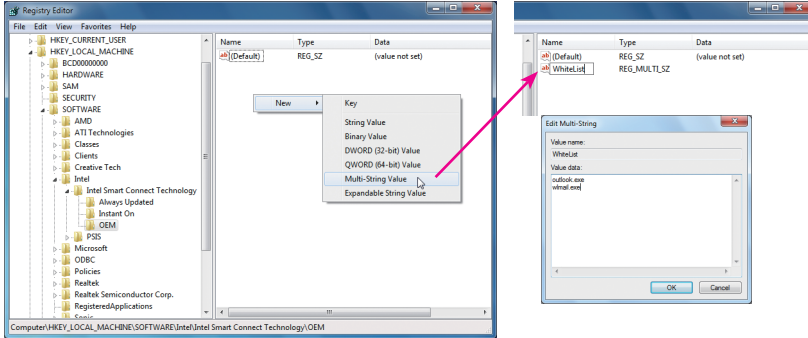 Registry Editor
File Edit View Favorites Help
HKEY_CURRENT_USER
HKEY_LOCAL_MACHINE
BCD00000000
HARDWARE
SAM
SECURITY
SOFTWARE
AMD
ATI Technologies
Classes
Clients
Creative Tech
Intel
Intel Smart Connect Technology
Always Updated
Instant On
OEM
PSIS
Microsoft
ODBC
Policies
Realtek
Realtek Semiconductor Corp.
RegisteredApplications
Sonic
Name Type Data
ab (Default) REG_SZ (value not set)
New
Key
String Value
Binary Value
DWORD (32-bit) Value
QWORD (64-bit) Value
Multi-String Value
Expandable String Value
Computer\HKEY_LOCAL_MACHINE\SOFTWARE\Intel\Intel Smart Connect Technology\OEM
Name Type Data
ab (Default) REG_SZ (value not set)
ab WhiteList REG_MULTI_SZ
Edit Multi-String
Value name:
WhiteList
Value data:
outlook.exe
wlmail.exe
OK Cancel